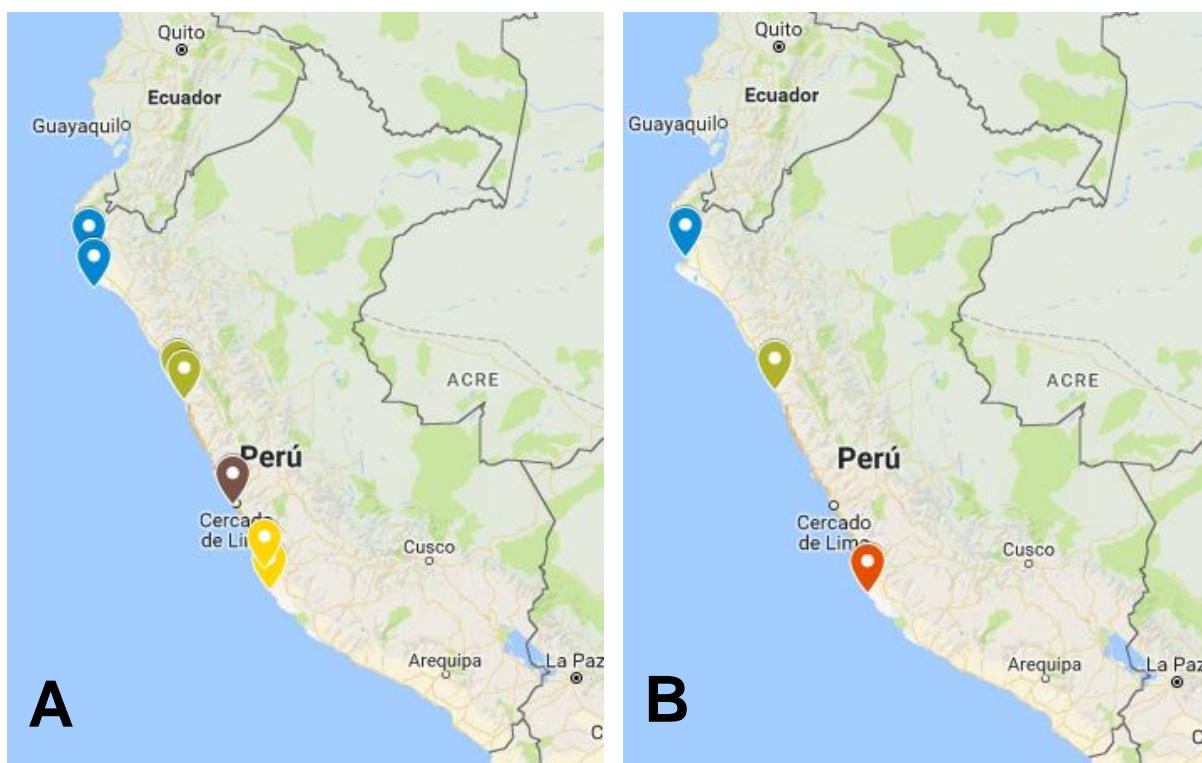 Quito
Ecuador
Guayaquil
ACRE
Perú
Cercado
de Li
Cusco
Arequipa
La Paz
C
A
Quito
Ecuador
Guayaquil
ACRE
Perú
Cercado
de Lima
Cusco
Arequipa
La Paz
C
B